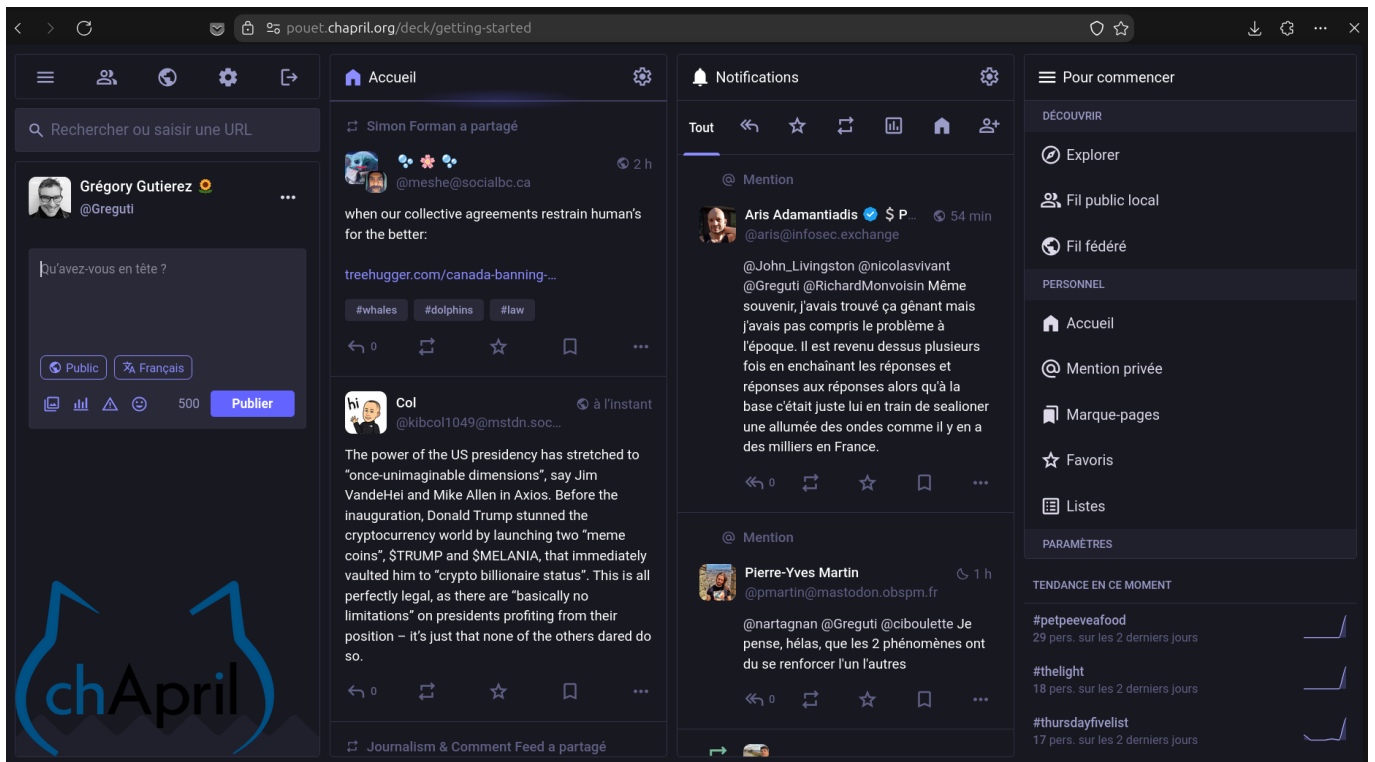 pouet.chapril.org/deck/getting-started
Rechercher ou saisir une URL
Grégory Gutierez
@Greguti
Qu'avez-vous en tête ?
Public
Français
500
Publier
chApril
Accueil
Simon Forman a partagé
2 h
@meshe@socialbc.ca
when our collective agreements restrain human's
for the better:
treehugger.com/canada-banning-…
#whales #dolphins #law
0
hi
Col
à l'instant
@kibcol1049@mstdn.soc…
The power of the US presidency has stretched to
“once-unimaginable dimensions”, say Jim
VandeHei and Mike Allen in Axios. Before the
inauguration, Donald Trump stunned the
cryptocurrency world by launching two “meme
coins”, $TRUMP and $MELANIA, that immediately
vaulted him to “crypto billionaire status”. This is all
perfectly legal, as there are “basically no
limitations” on presidents profiting from their
position – it's just that none of the others dared do
so.
0
Journalism & Comment Feed a partagé
Notifications
Tout
@ Mention
Aris Adamantiadis $ P…
54 min
@aris@infosec.exchange
@John_Livingston @nicolasvivant
@Greguti @RichardMonvoisin Même
souvenir, j'avais trouvé ça gênant mais
j'avais pas compris le problème à
l'époque. Il est revenu dessus plusieurs
fois en enchaînant les réponses et
réponses aux réponses alors qu'à la
base c'était juste lui en train de sealioner
une allumée des ondes comme il y en a
des milliers en France.
0
@ Mention
Pierre-Yves Martin
1 h
@pmartin@mastodon.obspm.fr
@nartagnan @Greguti @ciboulette Je
pense, hélas, que les 2 phénomènes ont
du se renforcer l'un l'autres
0
Pour commencer
DÉCOUVRIR
Explorer
Fil public local
Fil fédéré
PERSONNEL
Accueil
Mention privée
Marque-pages
Favoris
Listes
PARAMÈTRES
TENDANCE EN CE MOMENT
#petpeeveafood
29 pers. sur les 2 derniers jours
#thelight
18 pers. sur les 2 derniers jours
#thursdayfivelist
17 pers. sur les 2 derniers jours